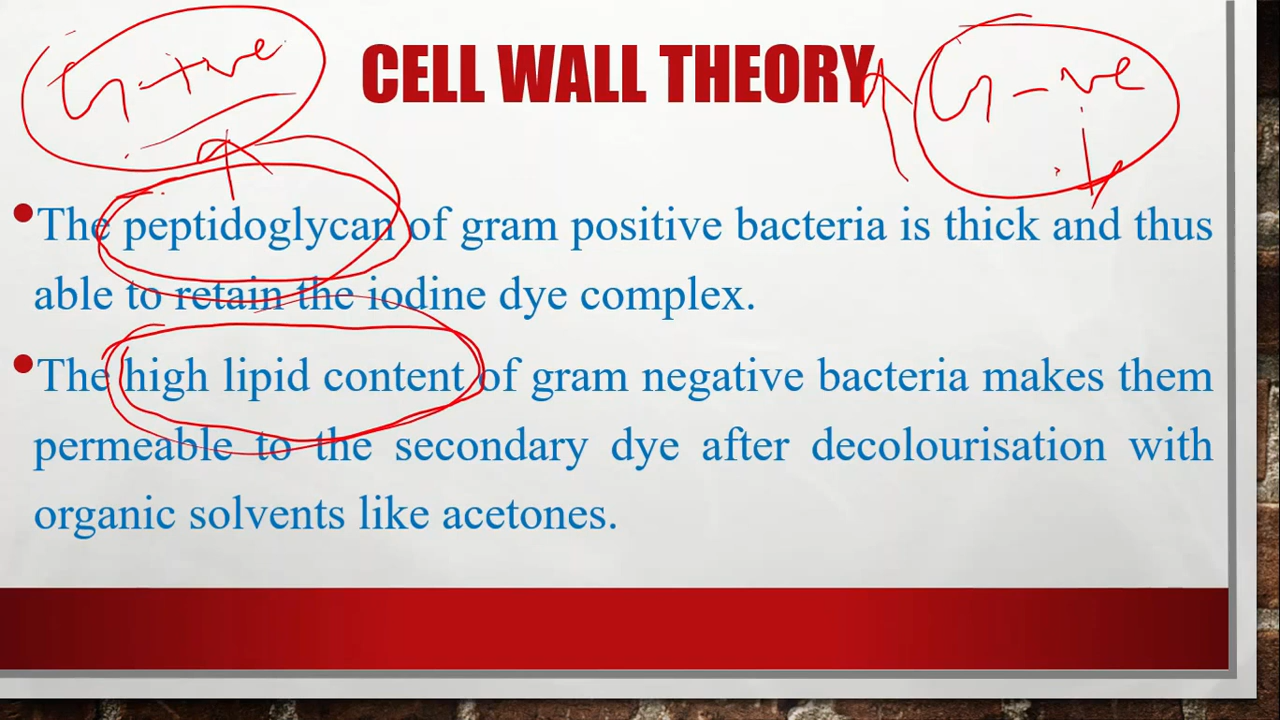 G+ve
CELL WALL THEORY
G-ve
•The peptidoglycan of gram positive bacteria is thick and thus
able to retain the iodine dye complex.
•The high lipid content of gram negative bacteria makes them
permeable to the secondary dye after decolourisation with
organic solvents like acetones.